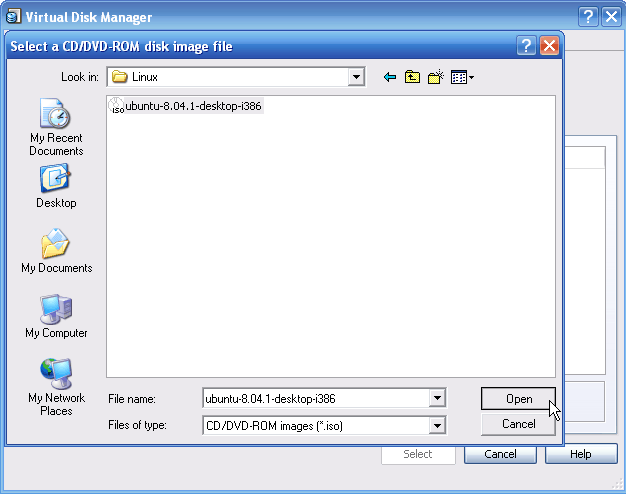 Virtual Disk Manager
Select a CD/DVD-ROM disk image file
Look in:
Linux
iso
ubuntu-8.04.1-desktop-i386
My Recent
Documents
Desktop
My Documents
My Computer
My Network
Places
File name:
ubuntu-8.04.1-desktop-i386
Open
Files of type:
CD/DVD-ROM images (*.iso)
Cancel
Select
Cancel
Help